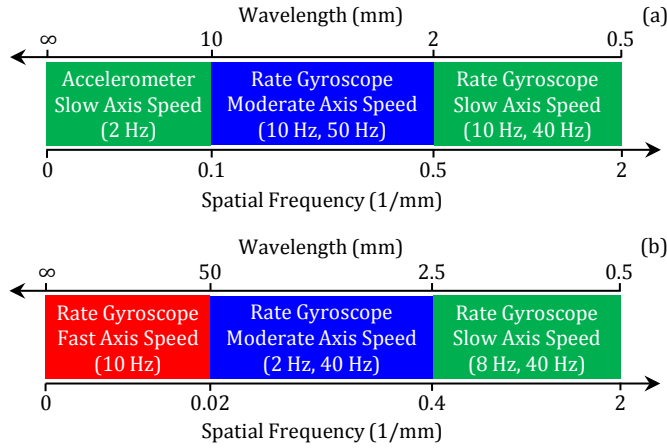 Wavelength (mm) (a)
∞ 10 2 0.5
Accelerometer Rate Gyroscope Rate Gyroscope
Slow Axis Speed Moderate Axis Speed Slow Axis Speed
(2 Hz) (10 Hz, 50 Hz) (10 Hz, 40 Hz)
0 0.1 0.5 2
Spatial Frequency (1/mm)
Wavelength (mm) (b)
∞ 50 2.5 0.5
Rate Gyroscope Rate Gyroscope Rate Gyroscope
Fast Axis Speed Moderate Axis Speed Slow Axis Speed
(10 Hz) (2 Hz, 40 Hz) (8 Hz, 40 Hz)
0 0.02 0.4 2
Spatial Frequency (1/mm)